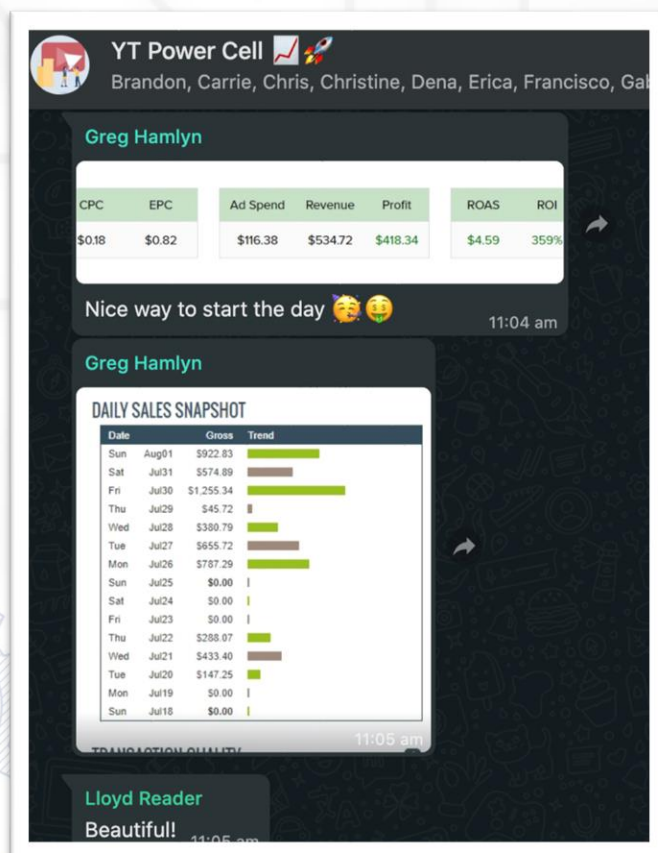 YT Power Cell 📈🚀
Brandon, Carrie, Chris, Christine, Dena, Erica, Francisco, Gal
Greg Hamlyn
CPC EPC Ad Spend Revenue Profit ROAS ROI
$0.18 $0.82 $116.38 $534.72 $418.34 $4.59 359%
Nice way to start the day 🥳🤑
11:04 am
Greg Hamlyn
DAILY SALES SNAPSHOT
Date Gross Trend
Sun Aug01 $922.83
Sat Jul31 $574.89
Fri Jul30 $1,255.34
Thu Jul29 $45.72
Wed Jul28 $380.79
Tue Jul27 $655.72
Mon Jul26 $787.29
Sun Jul25 $0.00
Sat Jul24 $0.00
Fri Jul23 $0.00
Thu Jul22 $288.07
Wed Jul21 $433.40
Tue Jul20 $147.25
Mon Jul19 $0.00
Sun Jul18 $0.00
11:05 am
TRANSACTION QUALITY
Lloyd Reader
Beautiful! 11:05 am